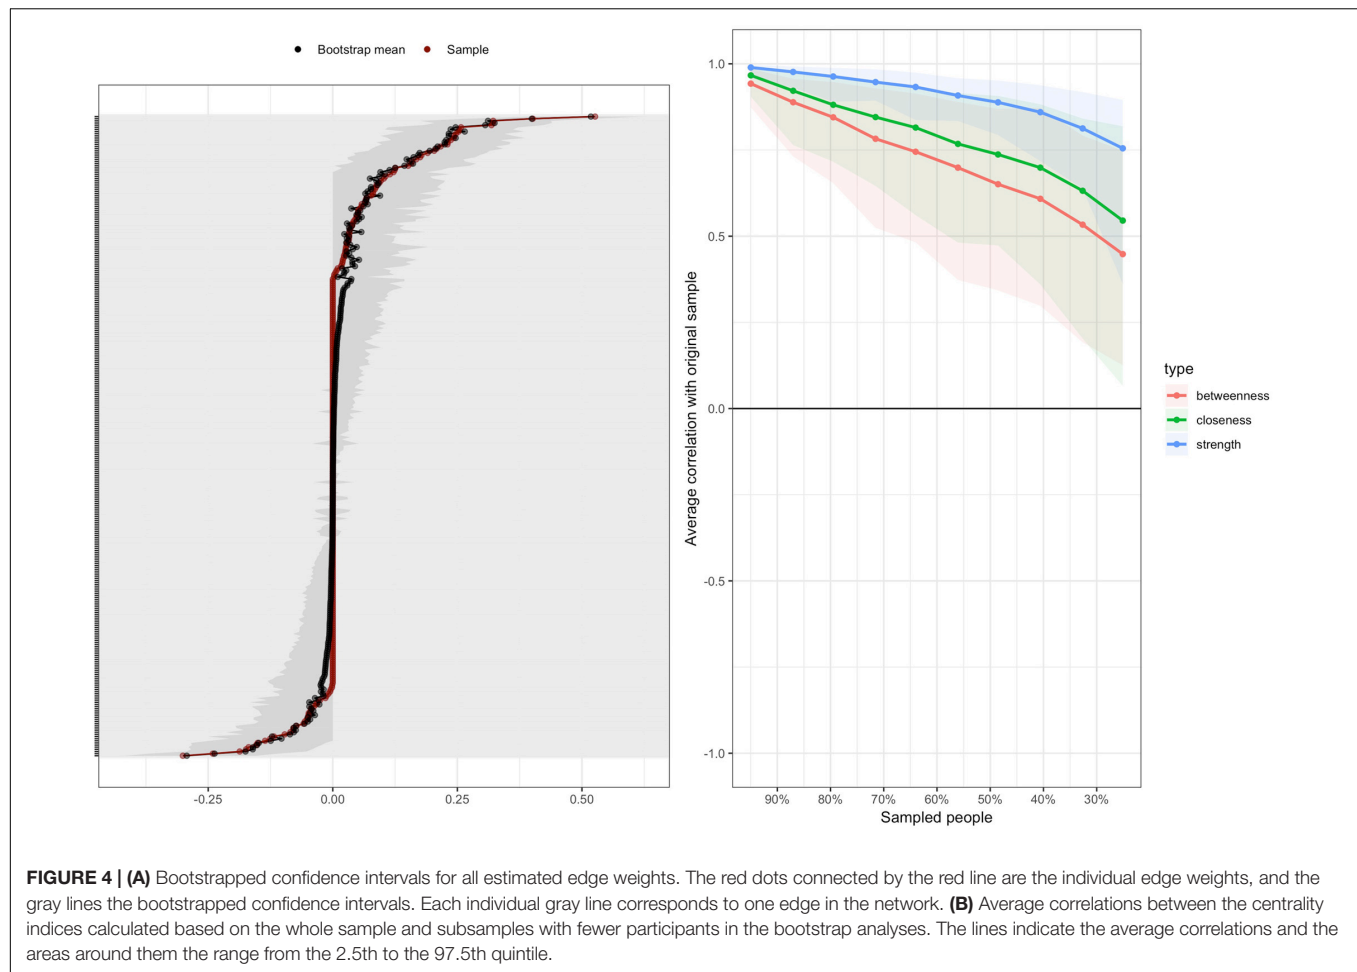 Bootstrap mean Sample
-0.25 0.00 0.25 0.50
1.0
0.5
0.0
-0.5
-1.0
Average correlation with original sample
90% 80% 70% 60% 50% 40% 30%
Sampled people
type
betweenness
closeness
strength
FIGURE 4 | (A) Bootstrapped confidence intervals for all estimated edge weights. The red dots connected by the red line are the individual edge weights, and the
gray lines the bootstrapped confidence intervals. Each individual gray line corresponds to one edge in the network. (B) Average correlations between the centrality
indices calculated based on the whole sample and subsamples with fewer participants in the bootstrap analyses. The lines indicate the average correlations and the
areas around them the range from the 2.5th to the 97.5th quintile.